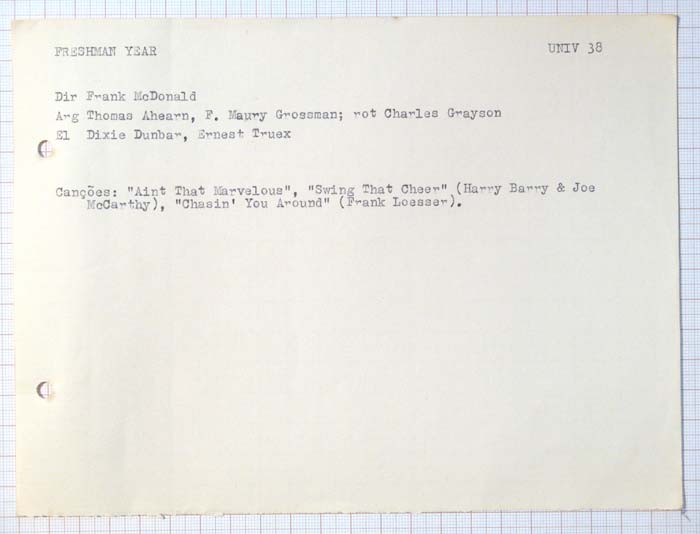 FRESHMAN YEAR UNIV 38
Dir Frank McDonald
Arg Thomas Ahearn, F. Maury Grossman; rot Charles Grayson
El Dixie Dunbar, Ernest Truex
Canções: "Aint That Marvelous", "Swing That Cheer" (Harry Barry & Joe
McCarthy), "Chasin' You Around" (Frank Loesser).